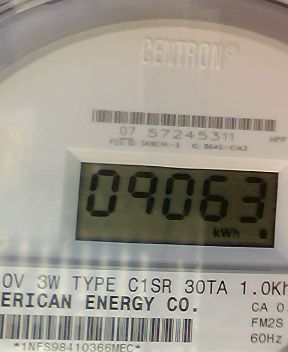 CENTRON®
07 57245311
09063
kWh
0V 3W TYPE C1SR 30TA 1.0Kh
ERICAN ENERGY CO.
CA 0.
FM2S
*1NFS98410366MEC*
60Hz